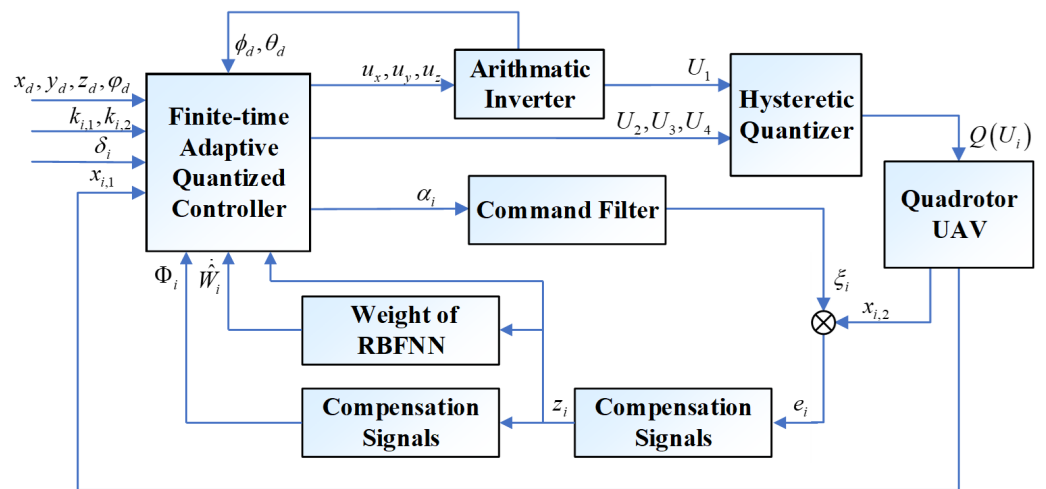 ϕ_d, θ_d
x_d, y_d, z_d, φ_d
k_{i,1}, k_{i,2}
δ_i
x_{i,1}
Finite-time
Adaptive
Quantized
Controller
u_x, u_y, u_z
Arithmatic
Inverter
U_1
U_2, U_3, U_4
Hysteretic
Quantizer
Q(U_i)
Quadrotor
UAV
α_i
Command Filter
ξ_i
x_{i,2}
Φ_i
\dot{\hat{W}}_i
Weight of
RBFNN
Compensation
Signals
z_i
Compensation
Signals
e_i